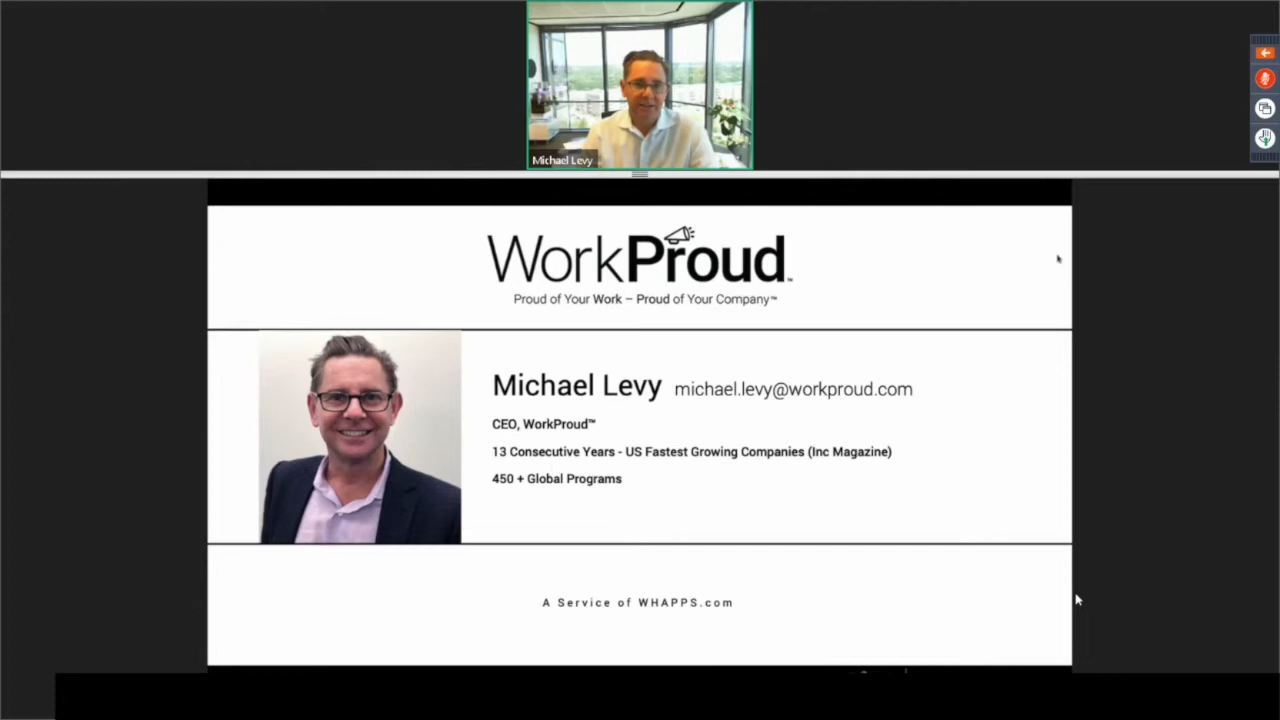 Michael Levy
WorkProud™
Proud of Your Work – Proud of Your Company™
Michael Levy michael.levy@workproud.com
CEO, WorkProud™
13 Consecutive Years - US Fastest Growing Companies (Inc Magazine)
450 + Global Programs
A Service of WHAPPS.com